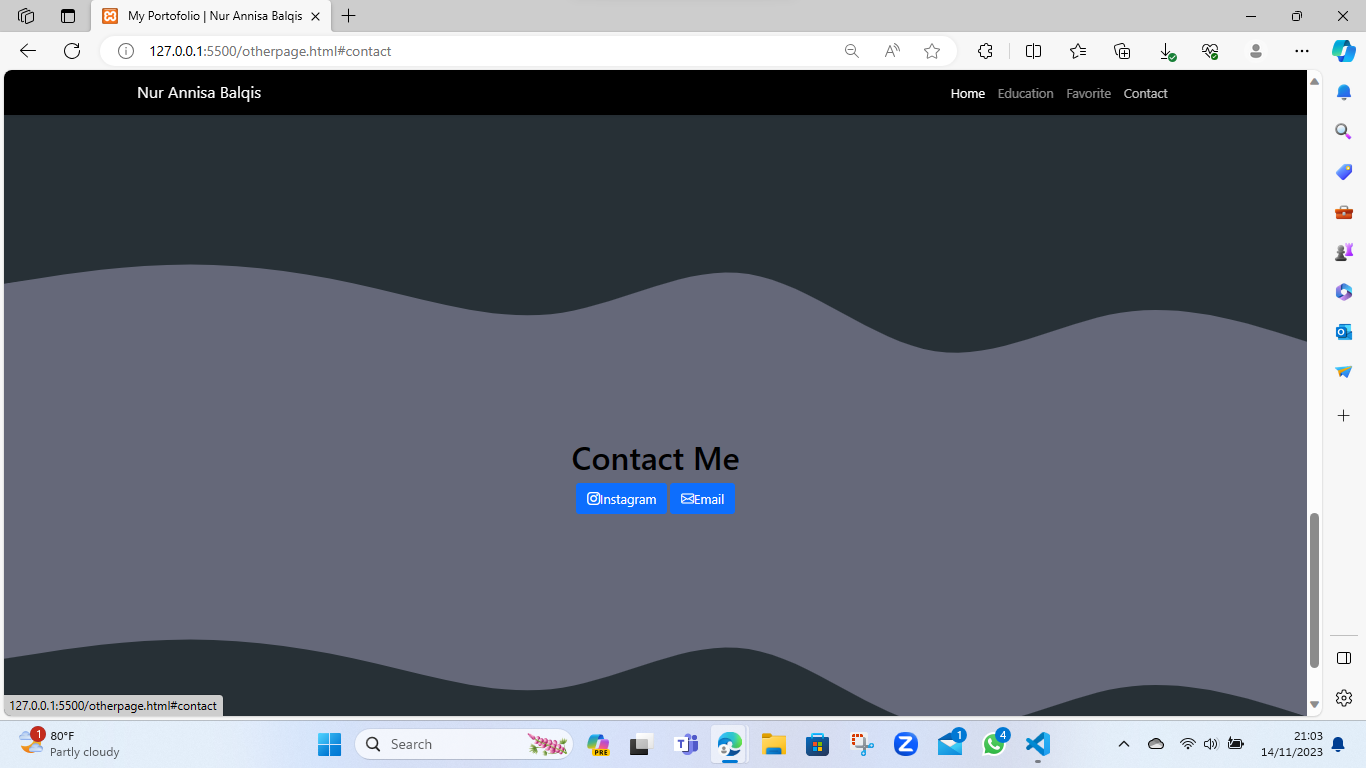 My Portofolio | Nur Annisa Balqis
127.0.0.1:5500/otherpage.html#contact
Nur Annisa Balqis
Home Education Favorite Contact
Contact Me
Instagram Email
127.0.0.1:5500/otherpage.html#contact
1
80°F
Partly cloudy
Search
PRE
1
4
21:03
14/11/2023